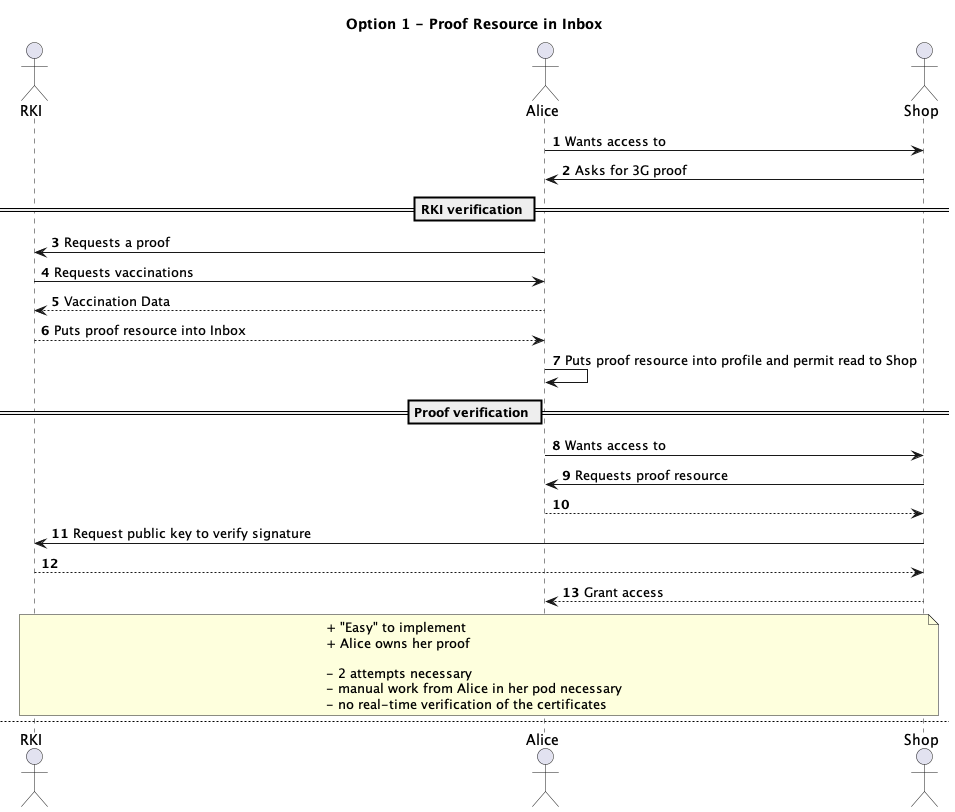 Option 1 – Proof Resource in Inbox
RKI Alice Shop
1 Wants access to
2 Asks for 3G proof
RKI verification
3 Requests a proof
4 Requests vaccinations
5 Vaccination Data
6 Puts proof resource into Inbox
7 Puts proof resource into profile and permit read to Shop
Proof verification
8 Wants access to
9 Requests proof resource
10
11 Request public key to verify signature
12
13 Grant access
+ "Easy" to implement
+ Alice owns her proof
– 2 attempts necessary
– manual work from Alice in her pod necessary
– no real-time verification of the certificates
RKI Alice Shop